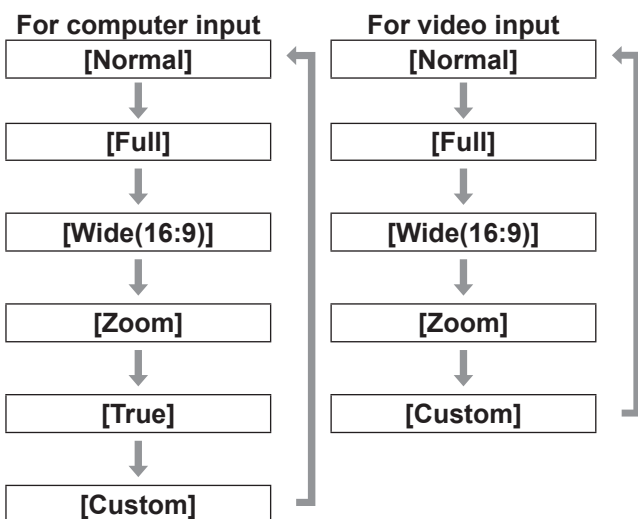 For computer input
[Normal]
[Full]
[Wide(16:9)]
[Zoom]
[True]
[Custom]
For video input
[Normal]
[Full]
[Wide(16:9)]
[Zoom]
[Custom]